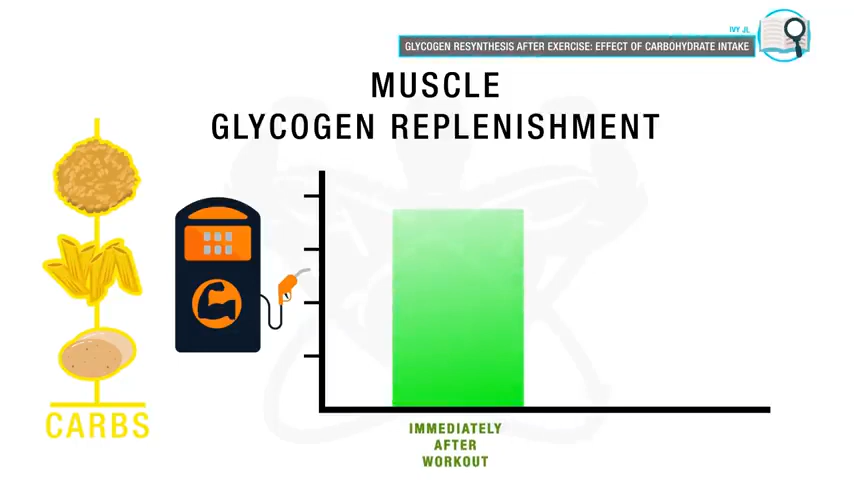 IVY JL
GLYCOGEN RESYNTHESIS AFTER EXERCISE: EFFECT OF CARBOHYDRATE INTAKE
MUSCLE
GLYCOGEN REPLENISHMENT
CARBS
IMMEDIATELY
AFTER
WORKOUT